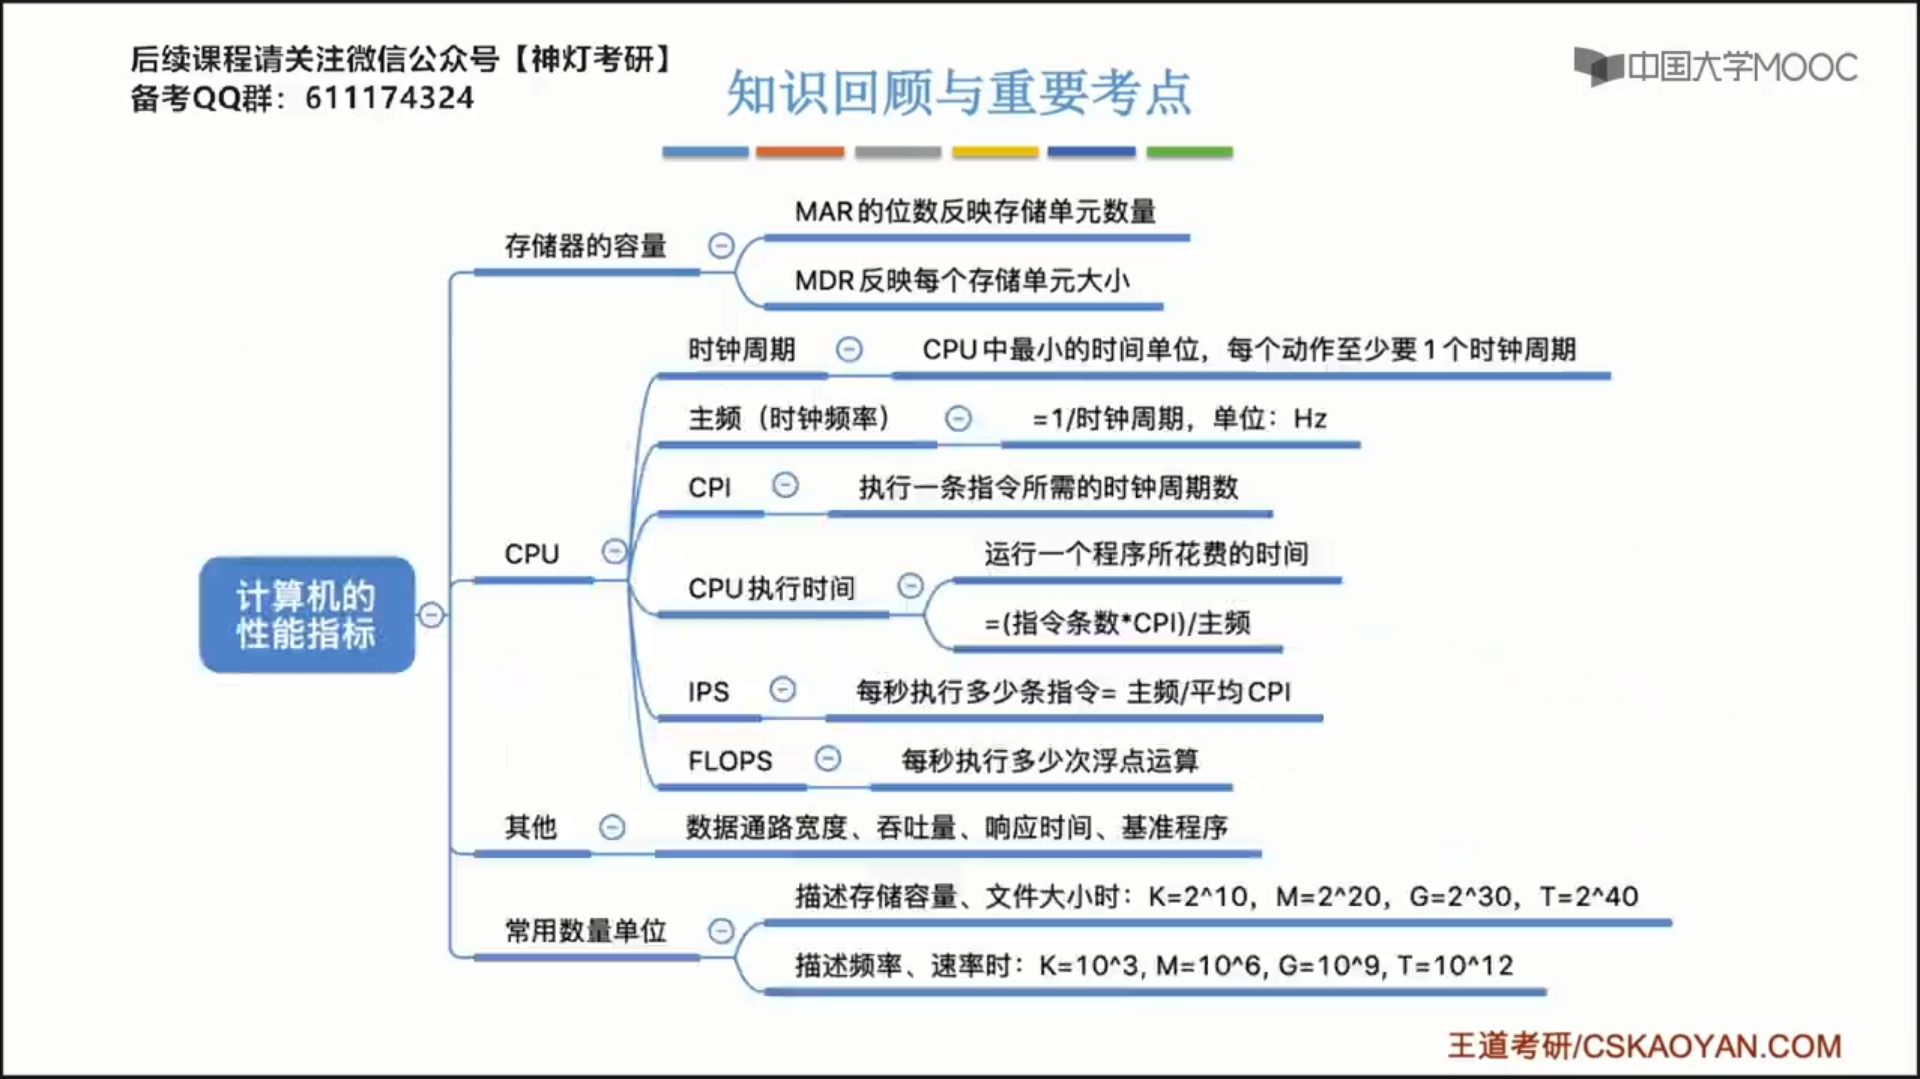 后续课程请关注微信公众号【神灯考研】
备考QQ群：611174324
中国大学MOOC
知识回顾与重要考点
计算机的
性能指标
存储器的容量
MAR的位数反映存储单元数量
MDR反映每个存储单元大小
CPU
时钟周期
CPU中最小的时间单位，每个动作至少要1个时钟周期
主频（时钟频率）
=1/时钟周期，单位：Hz
CPI
执行一条指令所需的时钟周期数
CPU执行时间
运行一个程序所花费的时间
=(指令条数*CPI)/主频
IPS
每秒执行多少条指令= 主频/平均CPI
FLOPS
每秒执行多少次浮点运算
其他
数据通路宽度、吞吐量、响应时间、基准程序
常用数量单位
描述存储容量、文件大小时：K=2^10，M=2^20，G=2^30，T=2^40
描述频率、速率时：K=10^3, M=10^6, G=10^9, T=10^12
王道考研/CSKAOYAN.COM